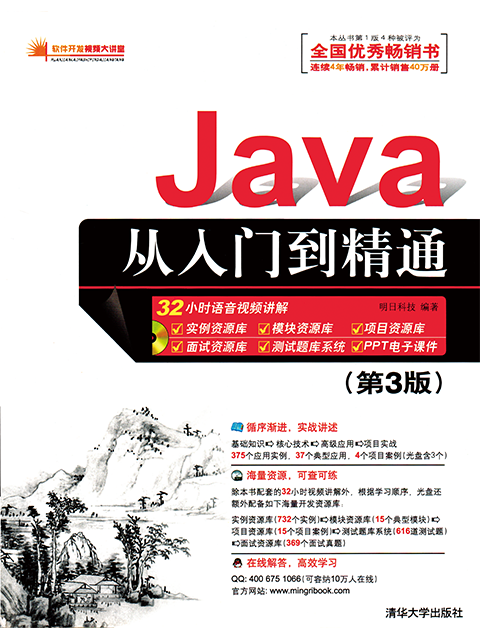 软件开发视频大讲堂
本丛书第1版4种被评为
全国优秀畅销书
连续4年畅销,累计销售40万册
Java
从入门到精通
32小时语音视频讲解
明日科技 编著
实例资源库 模块资源库 项目资源库
面试资源库 测试题库系统 PPT电子课件
(第3版)
循序渐进,实战讲述
基础知识⇨核心技术⇨高级应用⇨项目实战
375个应用实例,37个典型应用,4个项目案例(光盘含3个)
海量资源,可查可练
除本书配套的32小时视频讲解外,根据学习顺序,光盘还
额外配备如下海量开发资源库:
实例资源库(732个实例)⇨模块资源库(15个典型模块)⇨
项目资源库(15个项目案例)⇨测试题库系统(616道测试题)
⇨面试资源库(369个面试真题)
在线解答,高效学习
QQ: 400 675 1066(可容纳10万人在线)
官方网站: www.mingribook.com
清华大学出版社